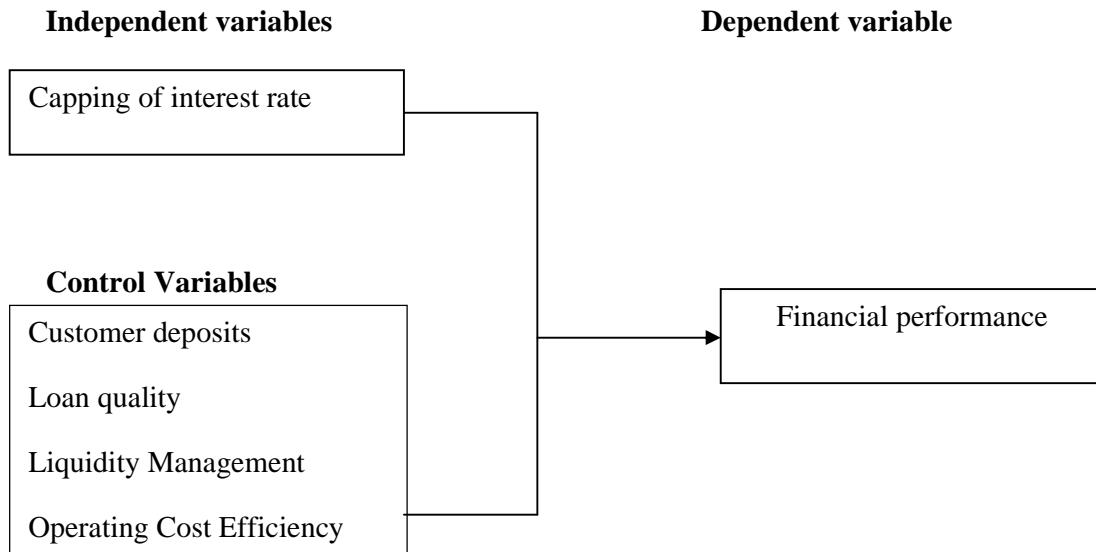 Independent variables
Dependent variable
Capping of interest rate
Control Variables
Customer deposits
Loan quality
Liquidity Management
Operating Cost Efficiency
Financial performance